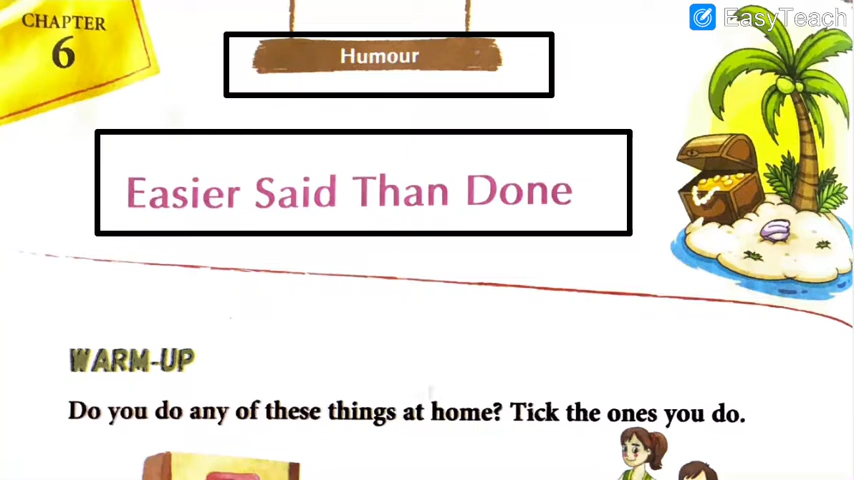 CHAPTER
6
EasyTeach
Humour
Easier Said Than Done
WARM-UP
Do you do any of these things at home? Tick the ones you do.